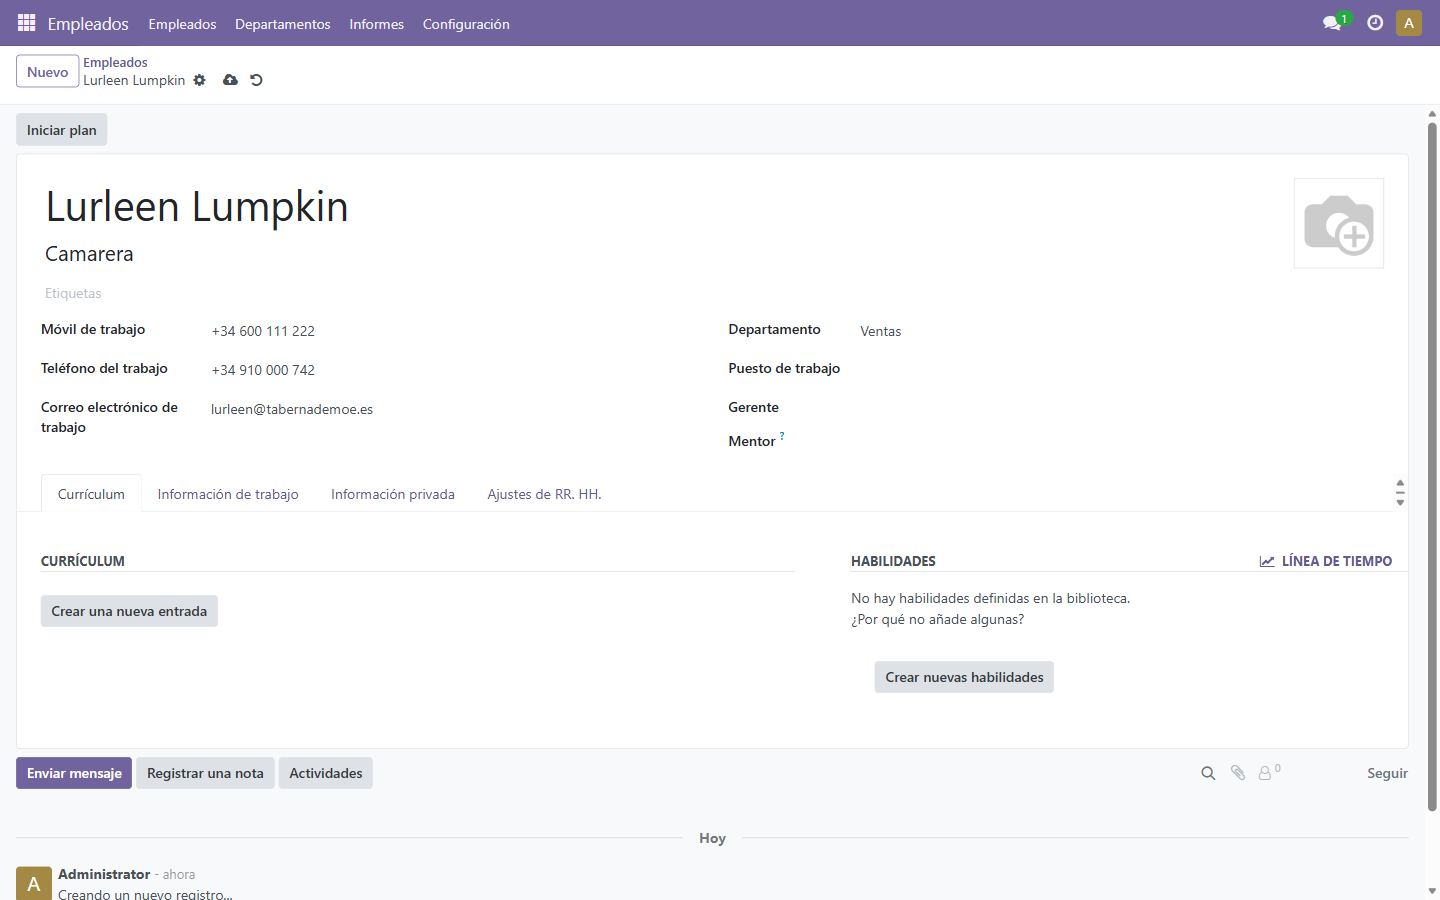 Empleados Empleados Departamentos Informes Configuración 1 A
Nuevo Empleados
Lurleen Lumpkin
Iniciar plan
Lurleen Lumpkin
Camarera
Etiquetas
Móvil de trabajo +34 600 111 222
Departamento Ventas
Teléfono del trabajo +34 910 000 742
Puesto de trabajo
Correo electrónico de trabajo lurleen@tabernademoe.es
Gerente
Mentor ?
Currículum Información de trabajo Información privada Ajustes de RR. HH.
CURRÍCULUM
Crear una nueva entrada
HABILIDADES LÍNEA DE TIEMPO
No hay habilidades definidas en la biblioteca.
¿Por qué no añade algunas?
Crear nuevas habilidades
Enviar mensaje Registrar una nota Actividades 0 Seguir
Hoy
A Administrator - ahora
Creando un nuevo registro...